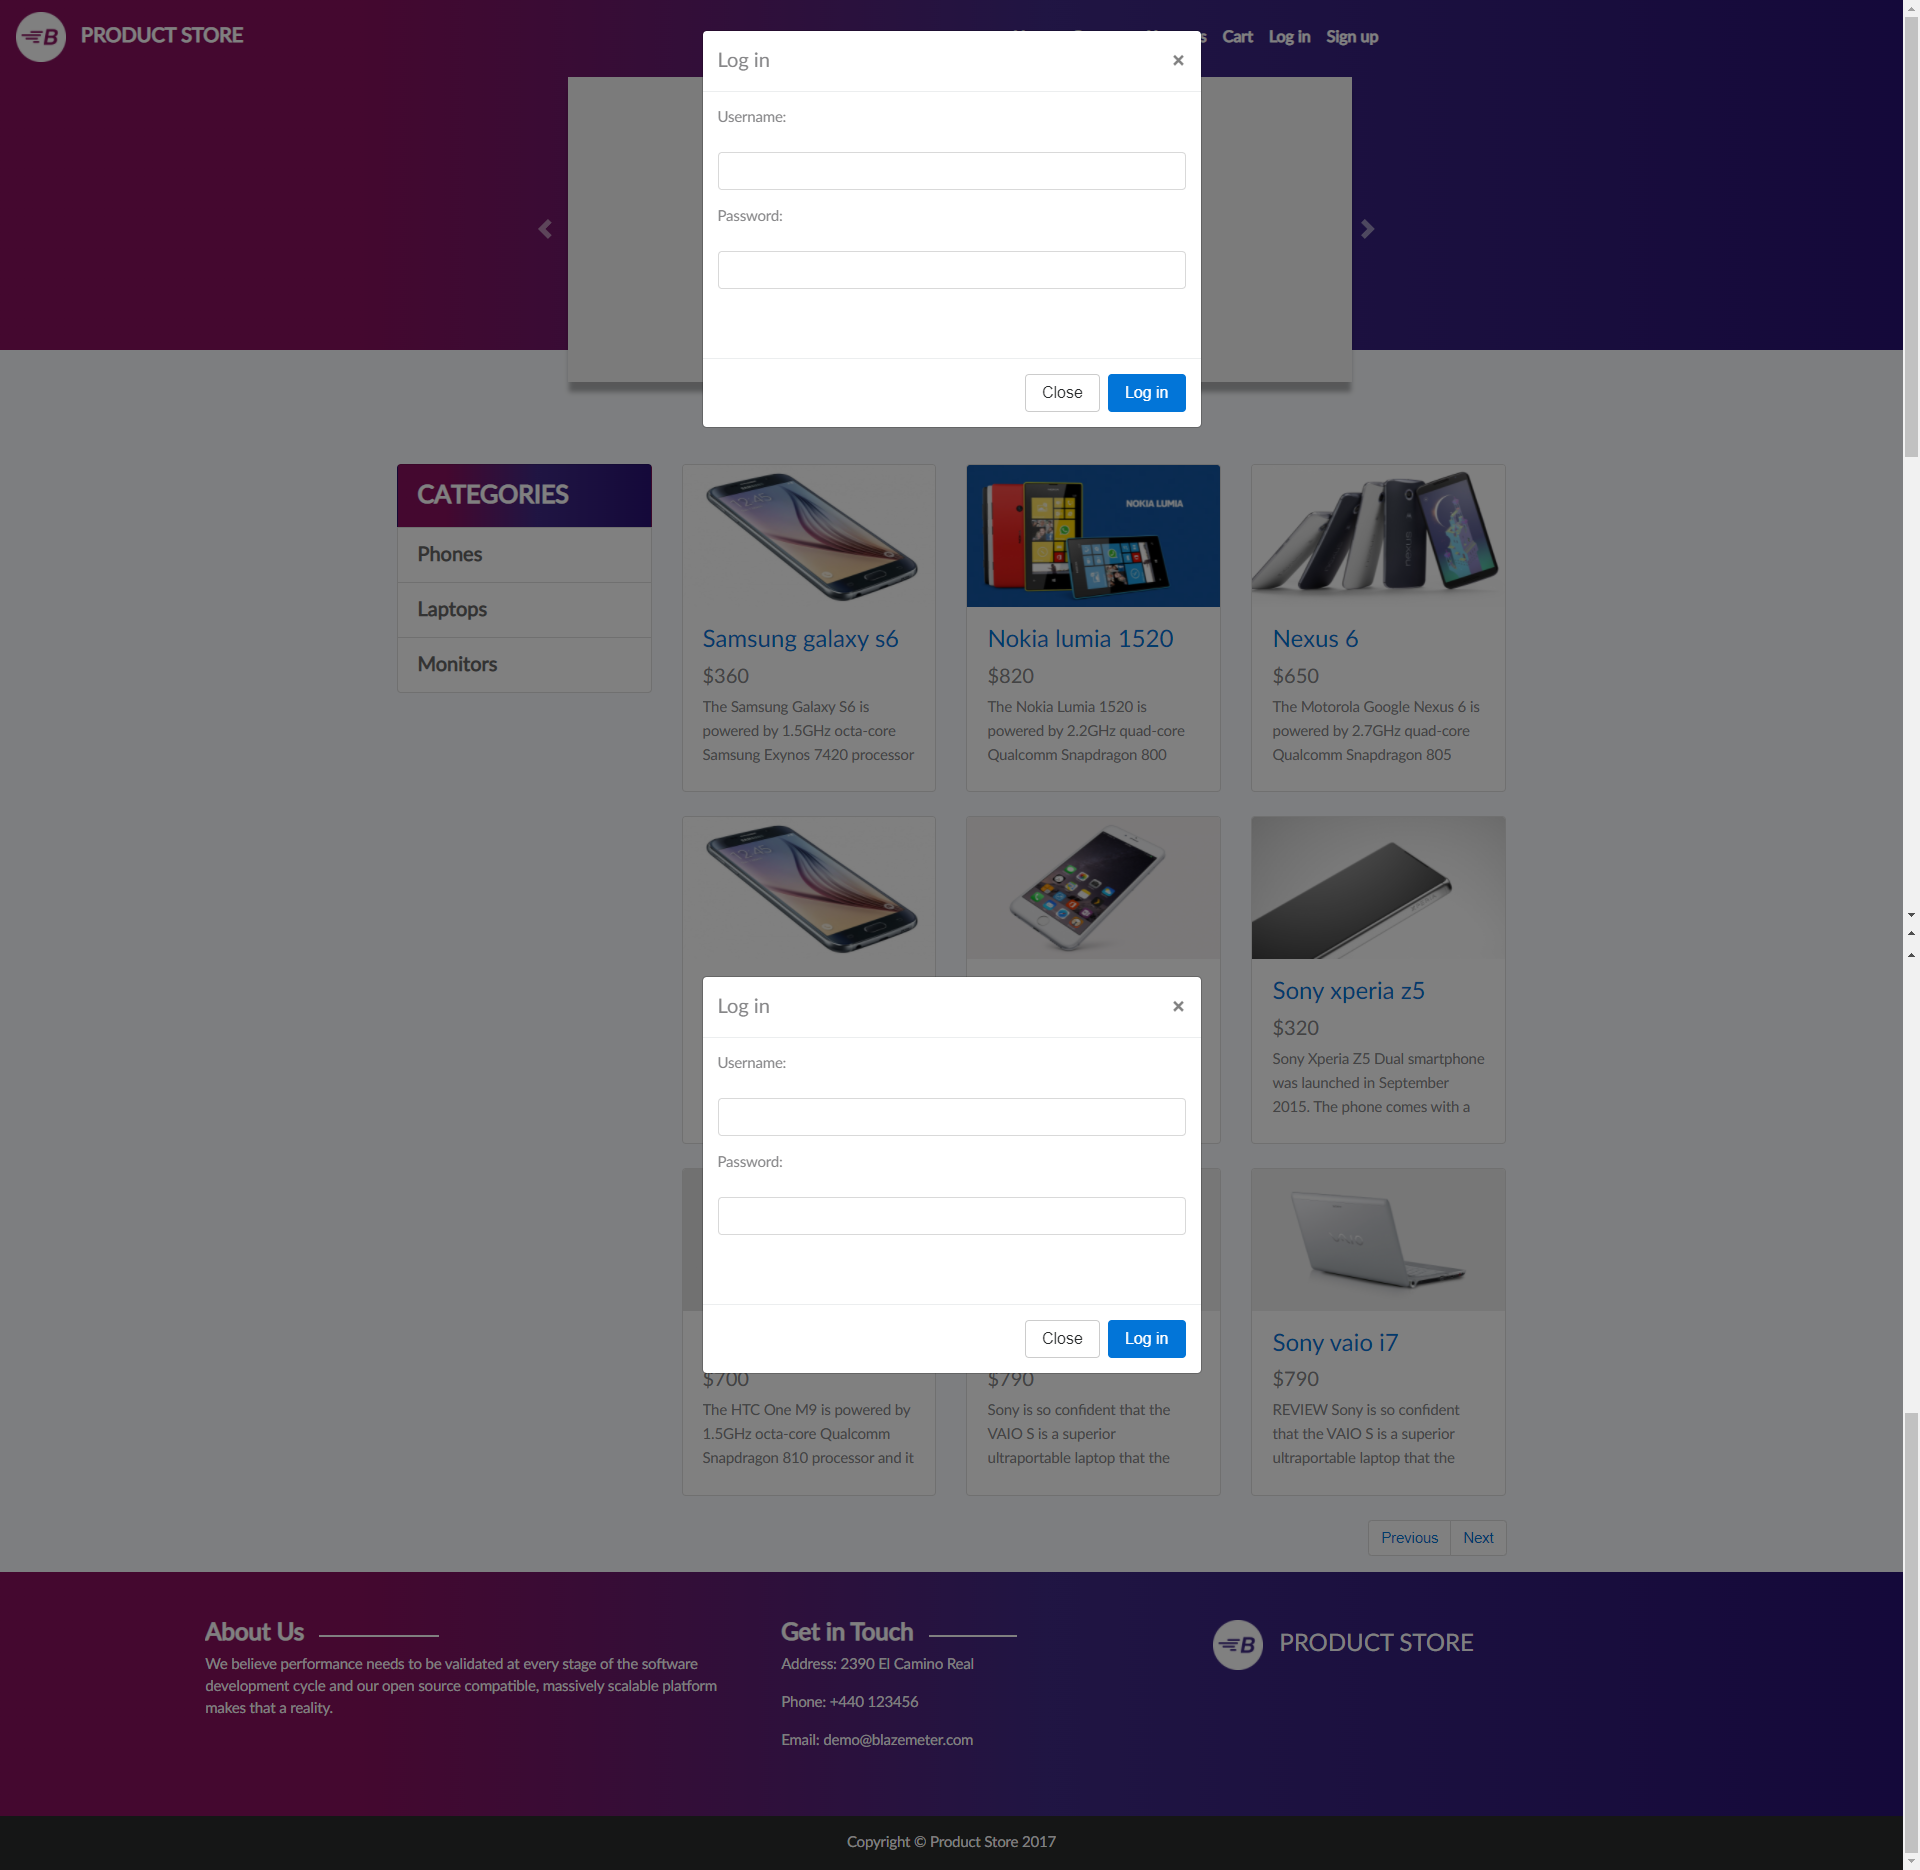 B PRODUCT STORE
Cart Log in Sign up
Log in ×
Username:
Password:
Close Log in
CATEGORIES
Phones
Laptops
Monitors
NOKIA LUMIA
nexus
Samsung galaxy s6
$360
The Samsung Galaxy S6 is
powered by 1.5GHz octa-core
Samsung Exynos 7420 processor
Nokia lumia 1520
$820
The Nokia Lumia 1520 is
powered by 2.2GHz quad-core
Qualcomm Snapdragon 800
Nexus 6
$650
The Motorola Google Nexus 6 is
powered by 2.7GHz quad-core
Qualcomm Snapdragon 805
Sony xperia z5
$320
Sony Xperia Z5 Dual smartphone
was launched in September
2015. The phone comes with a
Log in ×
Username:
Password:
Close Log in
$700
The HTC One M9 is powered by
1.5GHz octa-core Qualcomm
Snapdragon 810 processor and it
$790
Sony is so confident that the
VAIO S is a superior
ultraportable laptop that the
VAIO
Sony vaio i7
$790
REVIEW Sony is so confident
that the VAIO S is a superior
ultraportable laptop that the
Previous Next
About Us
We believe performance needs to be validated at every stage of the software
development cycle and our open source compatible, massively scalable platform
makes that a reality.
Get in Touch
Address: 2390 El Camino Real
Phone: +440 123456
Email: demo@blazemeter.com
B PRODUCT STORE
Copyright © Product Store 2017